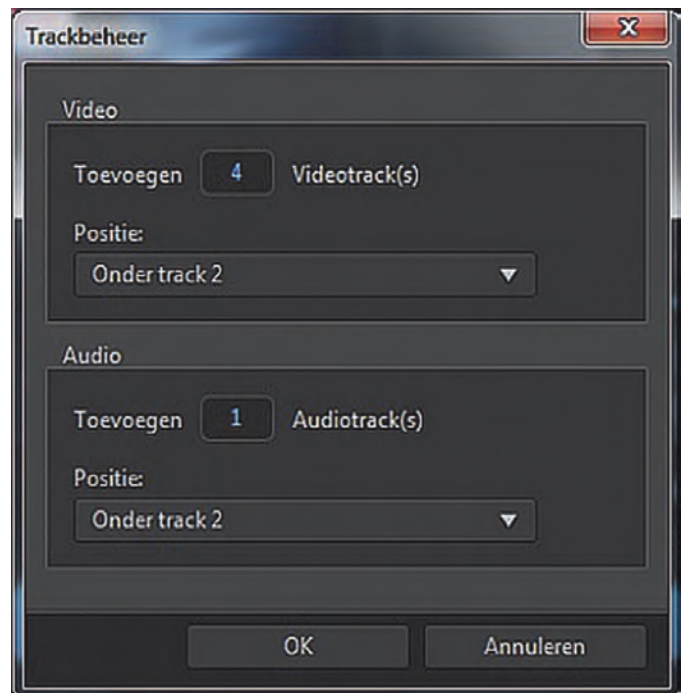 Trackbeheer
Video
Toevoegen 4 Videotrack(s)
Positie:
Onder track 2
Audio
Toevoegen 1 Audiotrack(s)
Positie:
Onder track 2
OK Annuleren